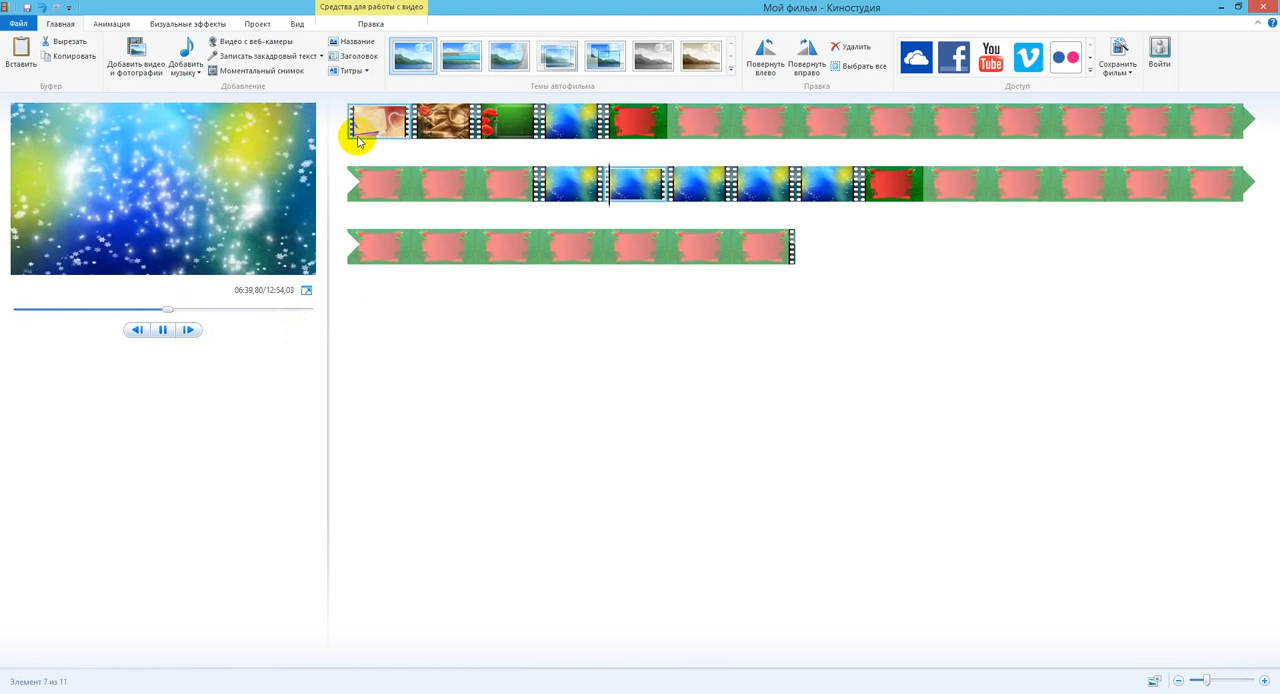 Средства для работы с видео
Мой фильм - Киностудия
Файл Главная Анимация Визуальные эффекты Проект Вид Правка
Вставить
Вырезать
Копировать
Буфер
Добавить видео и фотографии
Добавить музыку
Видео с веб-камеры
Записать закадровый текст
Моментальный снимок
Название
Заголовок
Титры
Добавление
Темы автофильма
Повернуть влево
Повернуть вправо
Удалить
Выбрать все
Правка
You Tube
Доступ
Сохранить фильм
Войти
06:39,80/12:54,03
Элемент 7 из 11